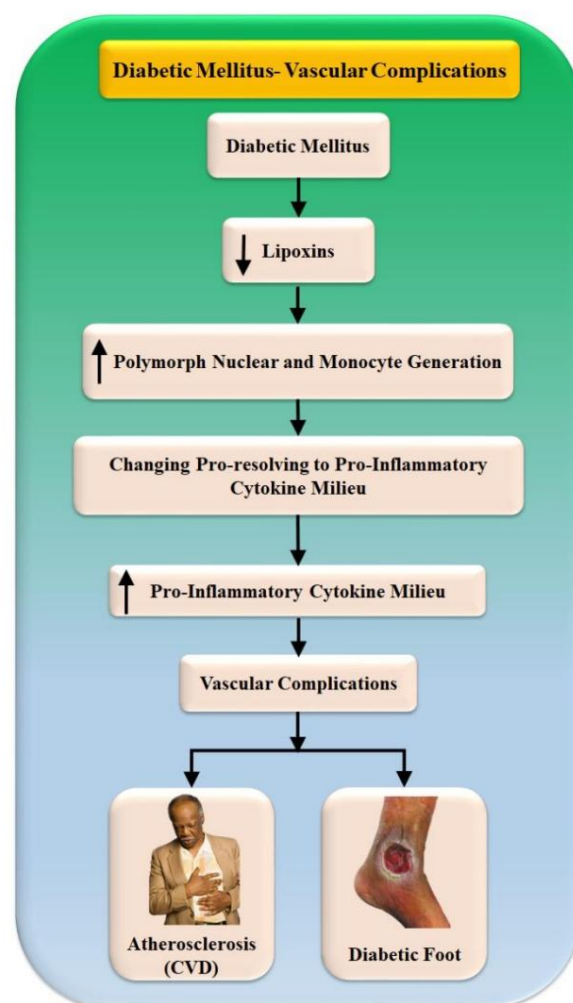 Diabetic Mellitus- Vascular Complications
Diabetic Mellitus
Lipoxins
Polymorph Nuclear and Monocyte Generation
Changing Pro-resolving to Pro-Inflammatory
Cytokine Milieu
Pro-Inflammatory Cytokine Milieu
Vascular Complications
Atherosclerosis
(CVD)
Diabetic Foot